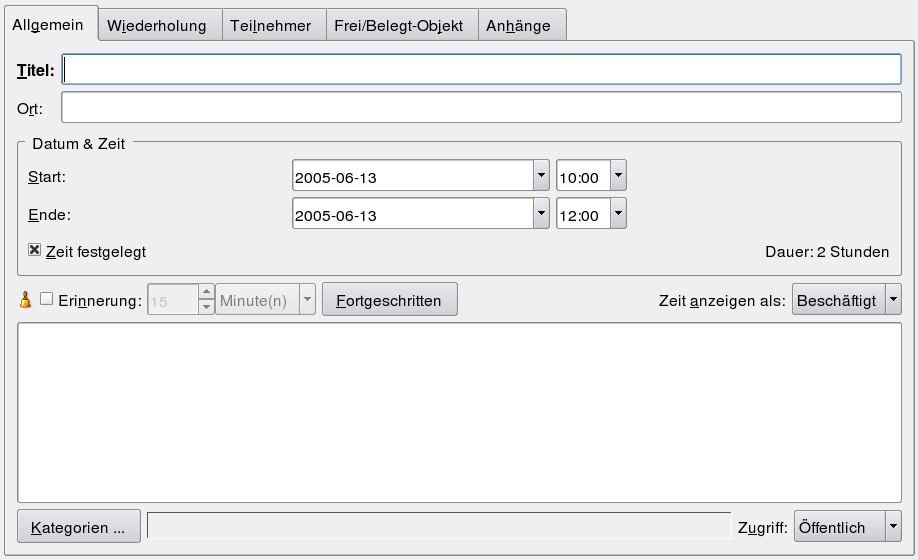 Allgemein Wiederholung Teilnehmer Frei/Belegt-Objekt Anhänge
Titel:
Ort:
Datum & Zeit
Start: 2005-06-13 10:00
Ende: 2005-06-13 12:00
Zeit festgelegt Dauer: 2 Stunden
Erinnerung: 15 Minute(n) Fortgeschritten Zeit anzeigen als: Beschäftigt
Kategorien ... Zugriff: Öffentlich